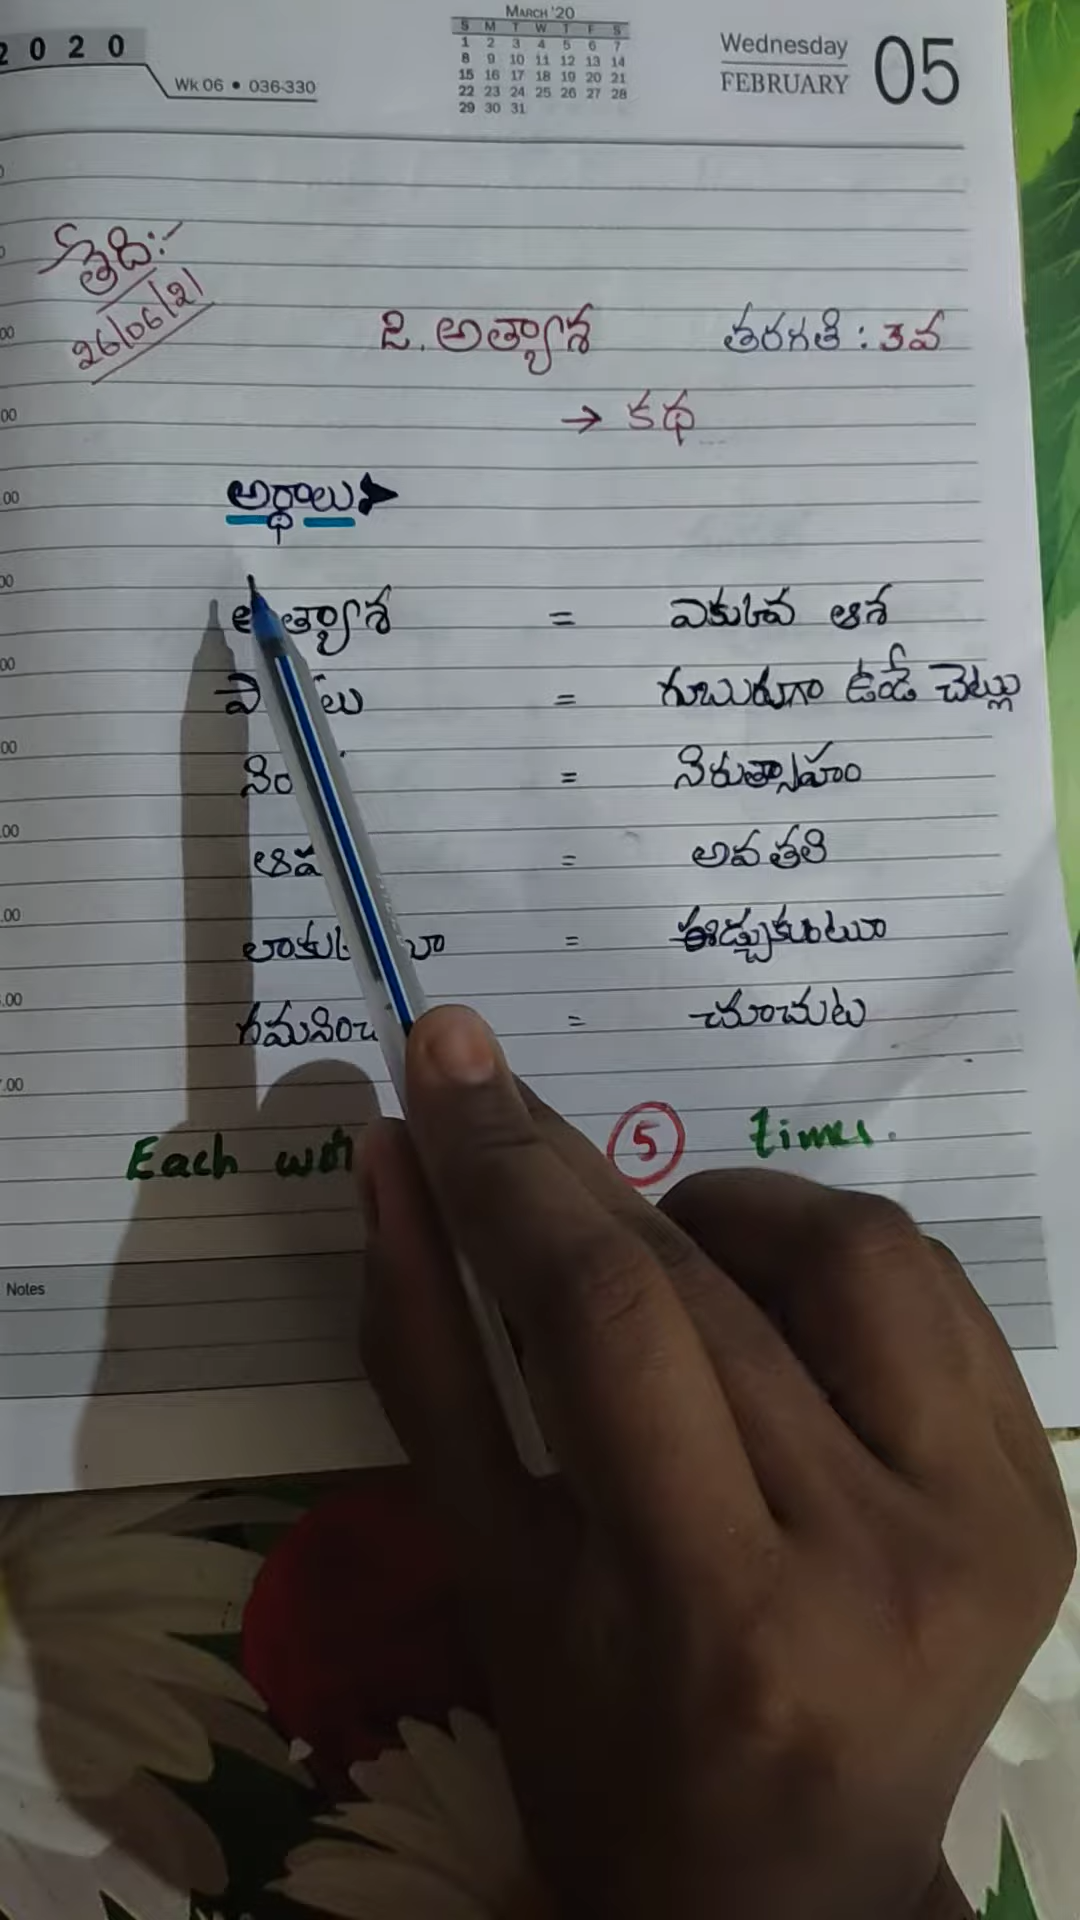 2020
Wk 06 • 036-330
MARCH '20
S M T W T F S
1 2 3 4 5 6 7
8 9 10 11 12 13 14
15 16 17 18 19 20 21
22 23 24 25 26 27 28
29 30 31
Wednesday
FEBRUARY 05
తేది:-
26/06/21
అత్యాశ తరగతి : 3వ
→ కథ
అర్థాలు
అత్యాశ = ఎకుైవ ఆశ
= గుబురుగా ఉండే చెట్లు
= నిరుత్సాహం
= అవతలి
= ఈడ్చుకుంటూ
= చూచుట
Each 5 times.
Notes